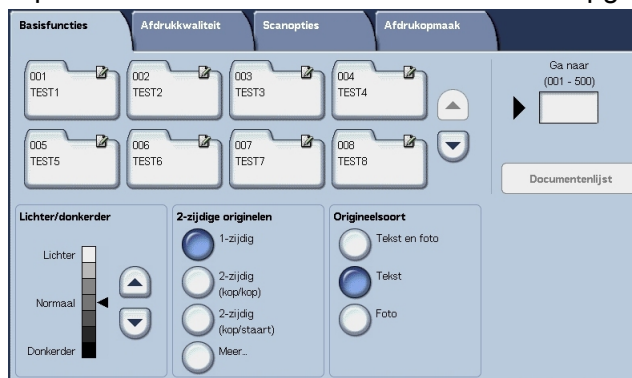 Basisfuncties
Afdrukkwaliteit
Scanopties
Afdrukopmaak
001
TEST1
002
TEST2
003
TEST3
004
TEST4
005
TEST5
006
TEST6
007
TEST7
008
TEST8
Ga naar
(001 - 500)
Documentenlijst
Lichter/donkerder
Lichter
Normaal
Donkerder
2-zijdige originelen
1-zijdig
2-zijdig
(kop/kop)
2-zijdig
(kop/staart)
Meer...
Origineelsoort
Tekst en foto
Tekst
Foto